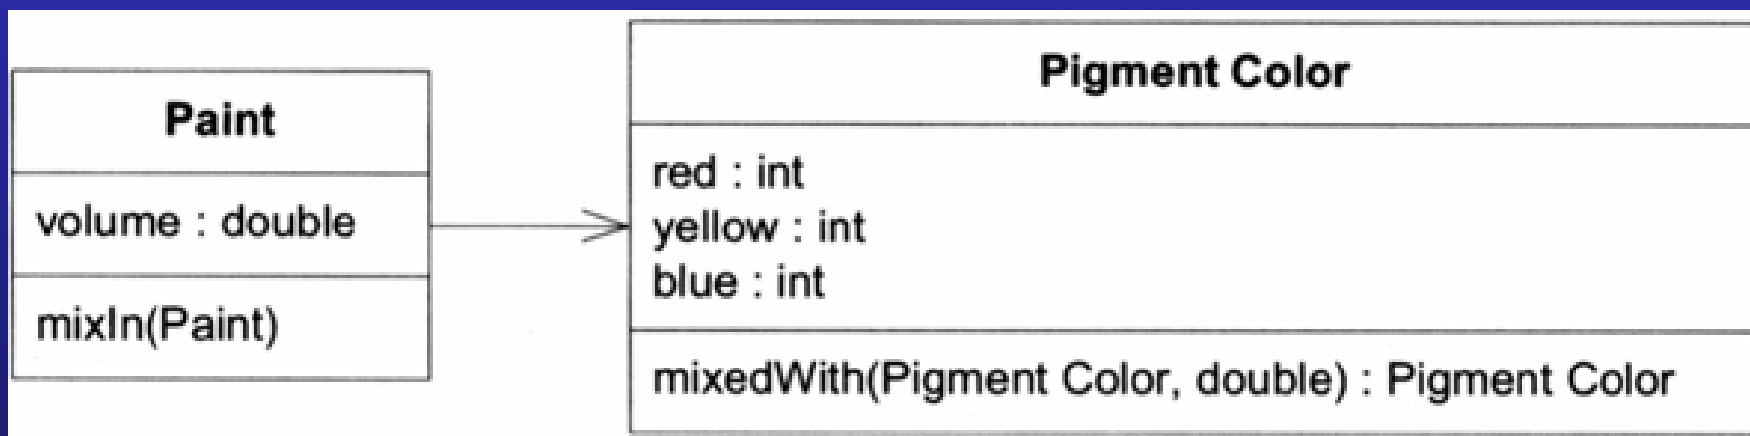 Paint
volume : double
mixIn(Paint)
Pigment Color
red : int
yellow : int
blue : int
mixedWith(Pigment Color, double) : Pigment Color